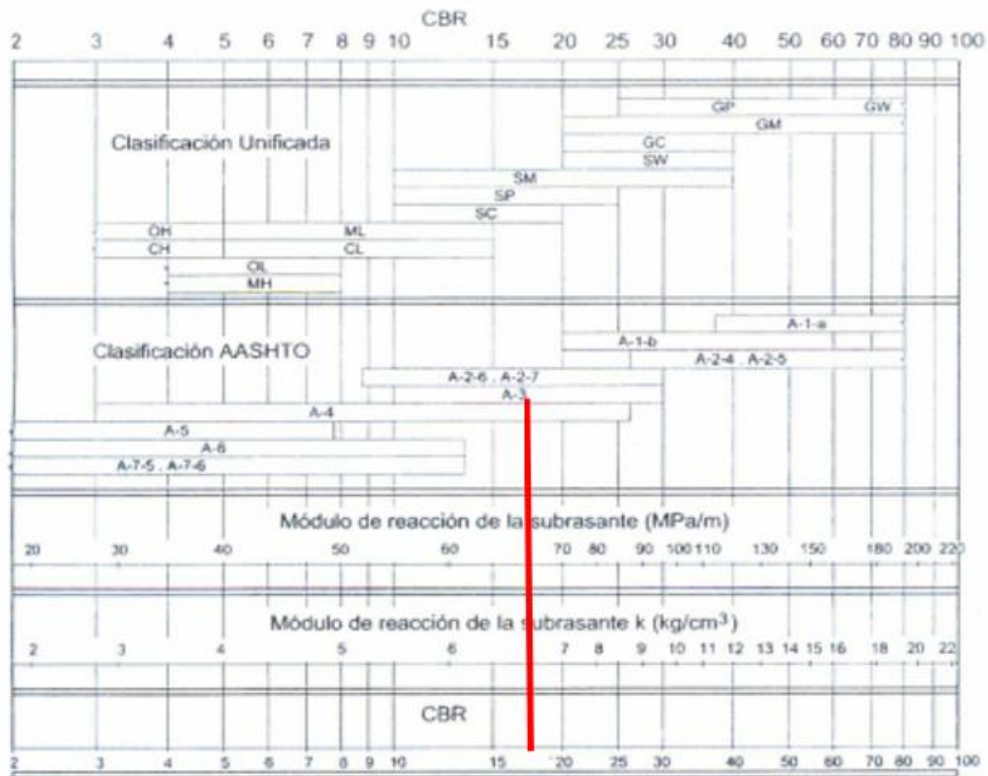 CBR
2 3 4 5 6 7 8 9 10 15 20 25 30 40 50 60 70 80 90 100
GP GW
GM
Clasificación Unificada
GC
SW
SM
SP
SC
OH ML
CH CL
OL
MH
A-1-a
A-1-b
Clasificación AASHTO
A-2-4 . A-2-5
A-2-6 . A-2-7
A-3
A-4
A-5
A-6
A-7-5 . A-7-6
Módulo de reacción de la subrasante (MPa/m)
20 30 40 50 60 70 80 90 100 110 130 150 180 200 220
Módulo de reacción de la subrasante k (kg/cm³)
2 3 4 5 6 7 8 9 10 11 12 13 14 15 16 18 20 22
CBR
2 3 4 5 6 7 8 9 10 15 20 25 30 40 50 60 70 80 90 100